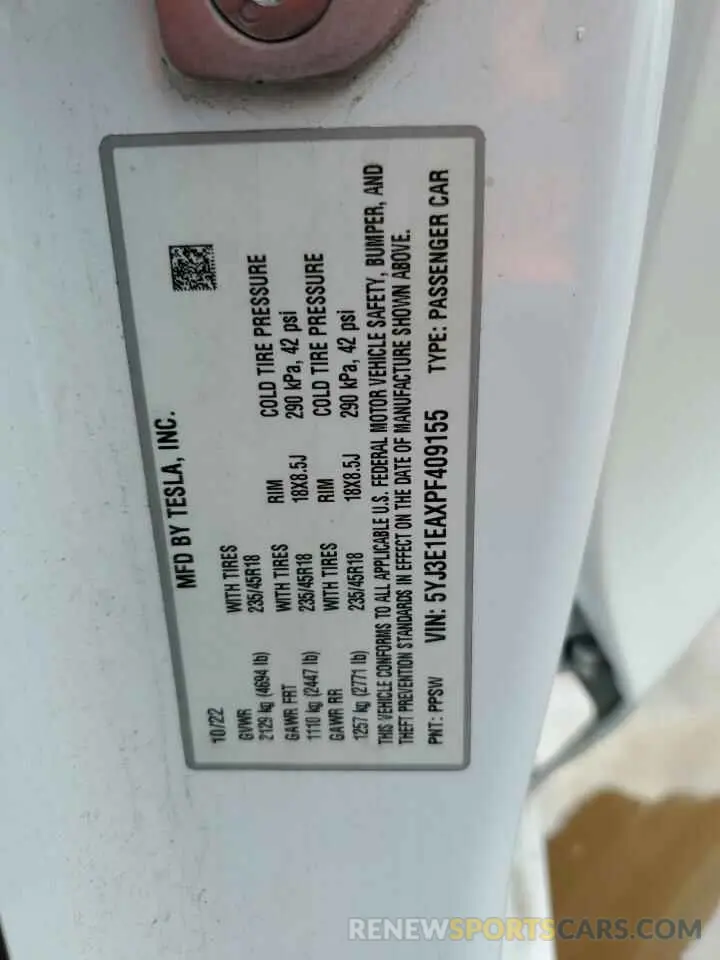 MFD BY TESLA, INC.
10/22
GVWR WITH TIRES
2129 kg (4694 lb) 235/45R18 COLD TIRE PRESSURE
GAWR FRT WITH TIRES RIM 290 kPa, 42 psi
1110 kg (2447 lb) 235/45R18 18X8.5J COLD TIRE PRESSURE
GAWR RR WITH TIRES RIM 290 kPa, 42 psi
1257 kg (2771 lb) 235/45R18 18X8.5J
THIS VEHICLE CONFORMS TO ALL APPLICABLE U.S. FEDERAL MOTOR VEHICLE SAFETY, BUMPER, AND
THEFT PREVENTION STANDARDS IN EFFECT ON THE DATE OF MANUFACTURE SHOWN ABOVE.
PNT: PPSW VIN: 5YJ3E1EAXPF409155 TYPE: PASSENGER CAR
RENEWSPORTSCARS.COM